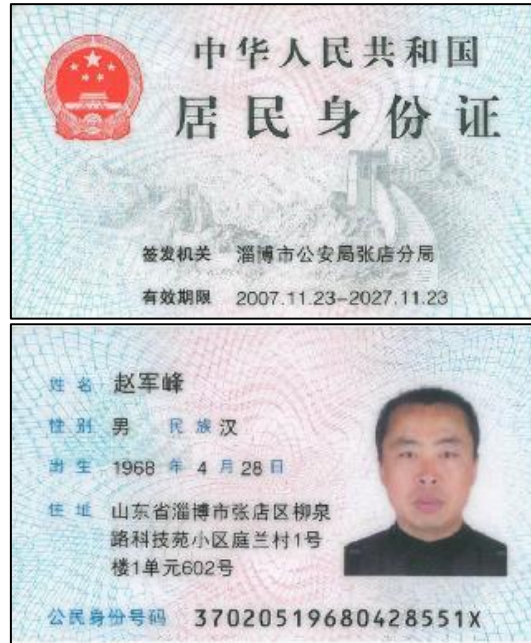 中华人民共和国
居民身份证
签发机关 淄博市公安局张店分局
有效期限 2007.11.23-2027.11.23
姓名 赵军峰
性别 男 民族 汉
出生 1968 年 4 月 28 日
住址 山东省淄博市张店区柳泉
路科技苑小区庭兰村1号
楼1单元602号
公民身份号码 37020519680428551X